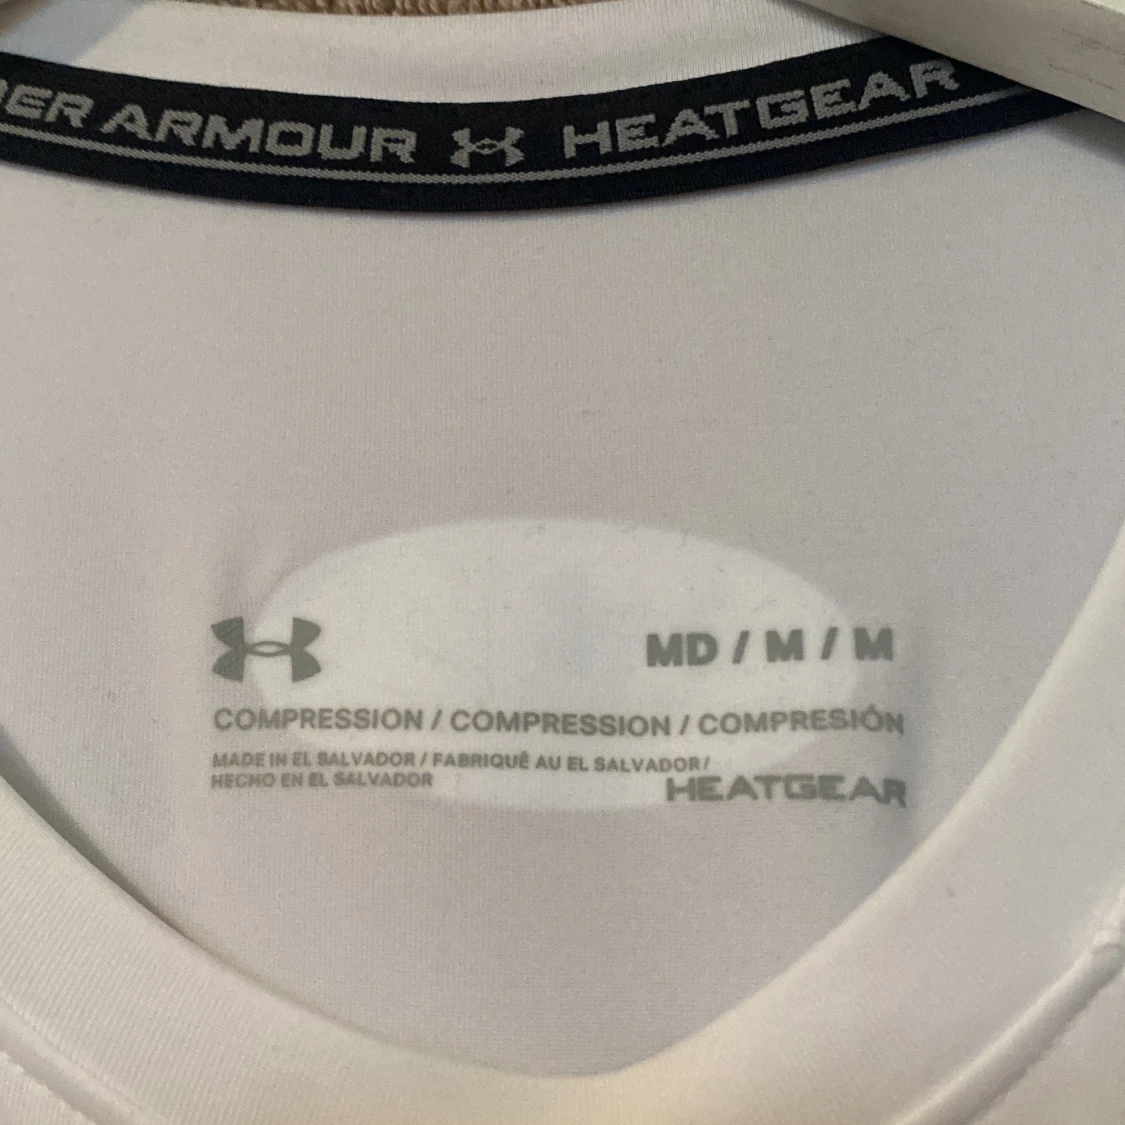 ER ARMOUR HEATGEAR
MD / M / M
COMPRESSION / COMPRESSION / COMPRESIÓN
MADE IN EL SALVADOR / FABRIQUÉ AU EL SALVADOR/
HECHO EN EL SALVADOR
HEATGEAR